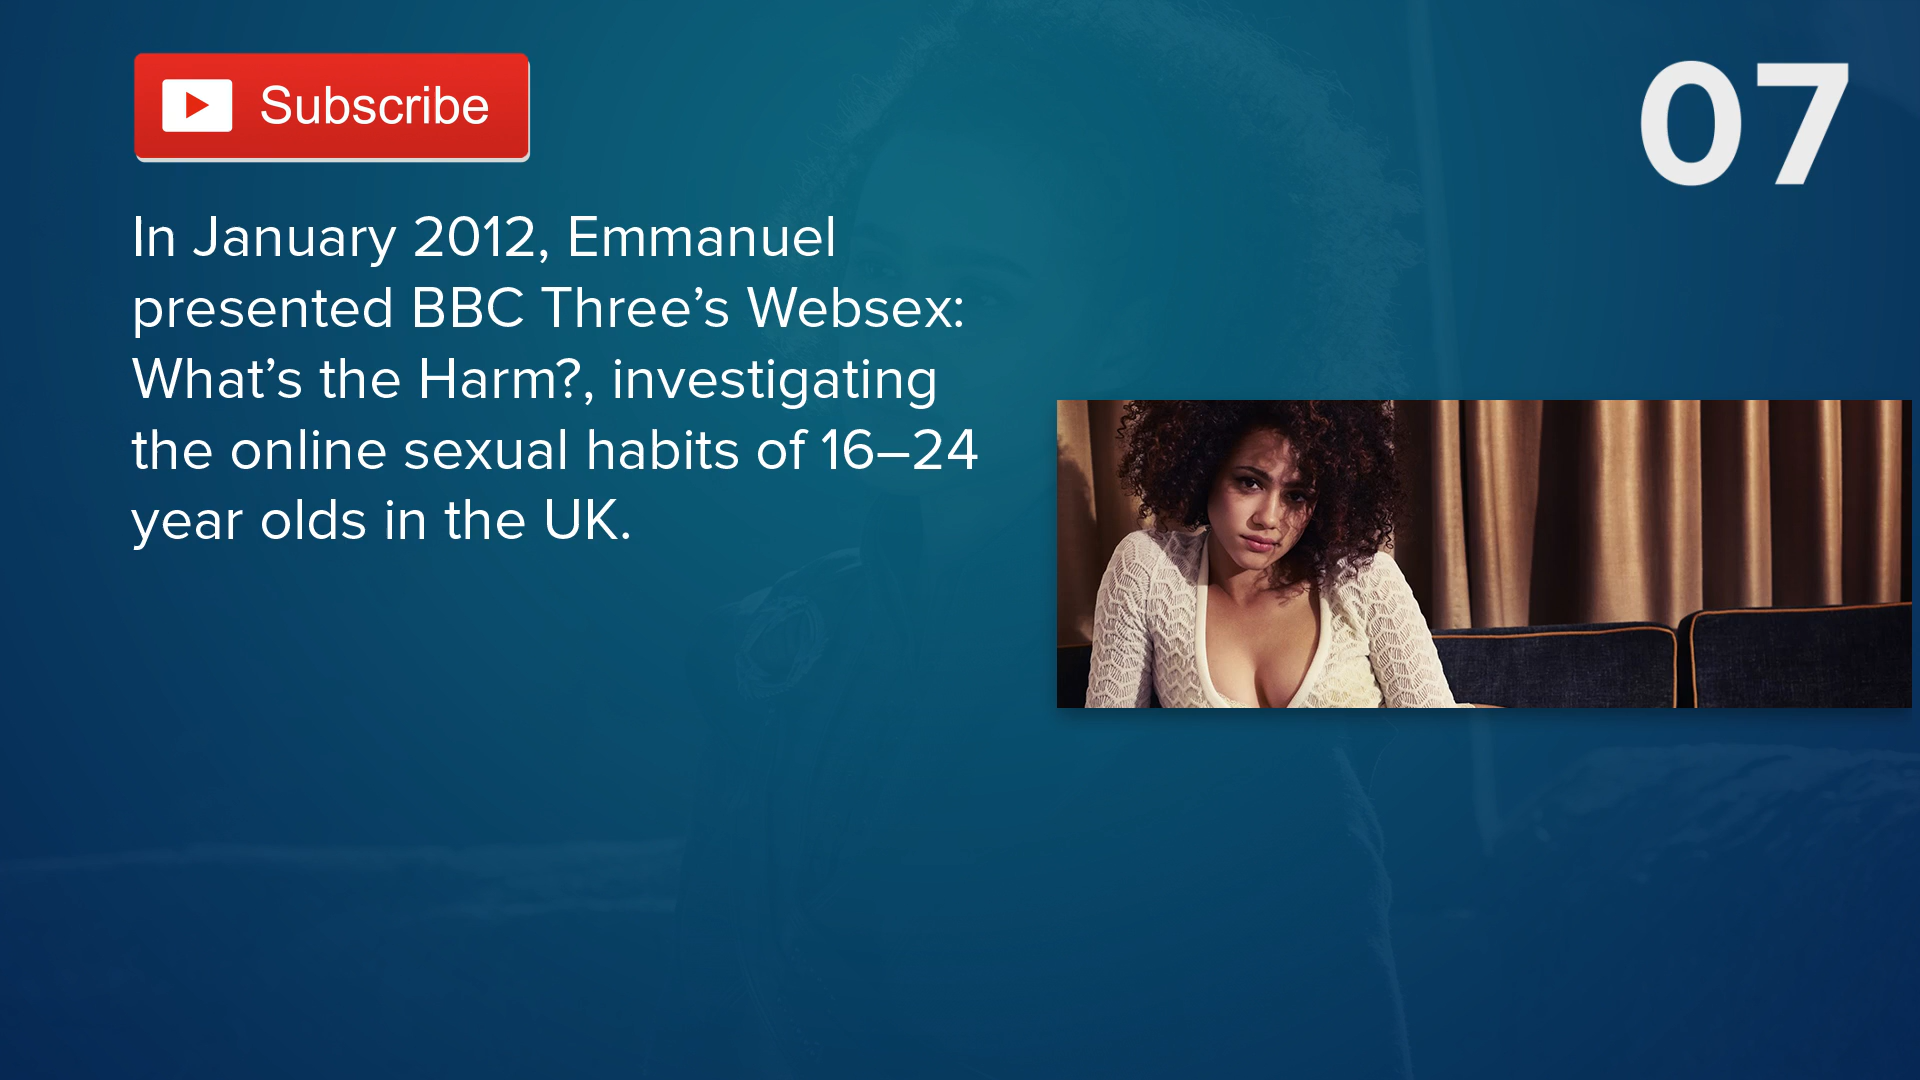 Subscribe
07
In January 2012, Emmanuel
presented BBC Three’s Websex:
What’s the Harm?, investigating
the online sexual habits of 16–24
year olds in the UK.